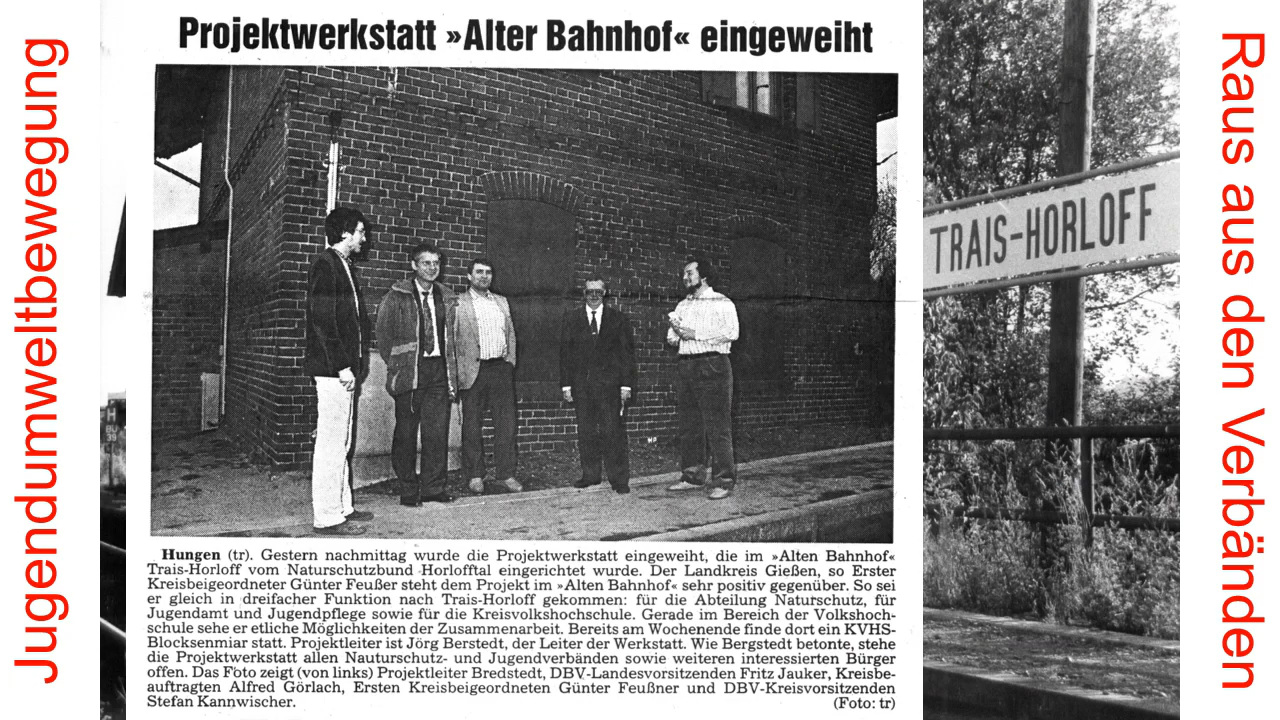 Jugendumweltbewegung
Projektwerkstatt »Alter Bahnhof« eingeweiht
Hungen (tr). Gestern nachmittag wurde die Projektwerkstatt eingeweiht, die im »Alten Bahnhof«
Trais-Horloff vom Naturschutzbund Horlofftal eingerichtet wurde. Der Landkreis Gießen, so Erster
Kreisbeigeordneter Günter Feußer steht dem Projekt im »Alten Bahnhof« sehr positiv gegenüber. So sei
er gleich in dreifacher Funktion nach Trais-Horloff gekommen: für die Abteilung Naturschutz, für
Jugendamt und Jugendpflege sowie für die Kreisvolkshochschule. Gerade im Bereich der Volkshoch-
schule sehe er etliche Möglichkeiten der Zusammenarbeit. Bereits am Wochenende finde dort ein KVHS-
Blocksenmiar statt. Projektleiter ist Jörg Berstedt, der Leiter der Werkstatt. Wie Bergstedt betonte, stehe
die Projektwerkstatt allen Nauturschutz- und Jugendverbänden sowie weiteren interessierten Bürger
offen. Das Foto zeigt (von links) Projektleiter Bredstedt, DBV-Landesvorsitzenden Fritz Jauker, Kreisbe-
auftragten Alfred Görlach, Ersten Kreisbeigeordneten Günter Feußner und DBV-Kreisvorsitzenden
Stefan Kannwischer. (Foto: tr)
TRAIS-HORLOFF
Raus aus den Verbänden